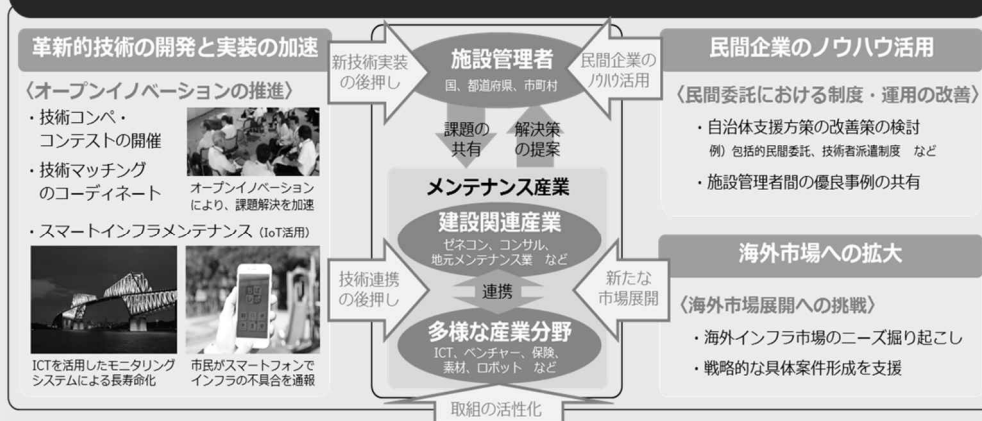 革新的技術の開発と実装の加速
〈オープンイノベーションの推進〉
・技術コンペ・
コンテストの開催
・技術マッチング
のコーディネート
オープンイノベーション
により、課題解決を加速
・スマートインフラメンテナンス（IoT活用）
ICTを活用したモニタリング
システムによる長寿命化
市民がスマートフォンで
インフラの不具合を通報
新技術実装
の後押し
技術連携
の後押し
施設管理者
国、都道府県、市町村
課題の
共有
解決策
の提案
メンテナンス産業
建設関連産業
ゼネコン、コンサル、
地元メンテナンス業 など
連携
多様な産業分野
ICT、ベンチャー、保険、
素材、ロボット など
取組の活性化
民間企業の
ノウハウ活用
新たな
市場展開
民間企業のノウハウ活用
〈民間委託における制度・運用の改善〉
・自治体支援方策の改善策の検討
例）包括的民間委託、技術者派遣制度 など
・施設管理者間の優良事例の共有
海外市場への拡大
〈海外市場展開への挑戦〉
・海外インフラ市場のニーズ掘り起こし
・戦略的な具体案件形成を支援